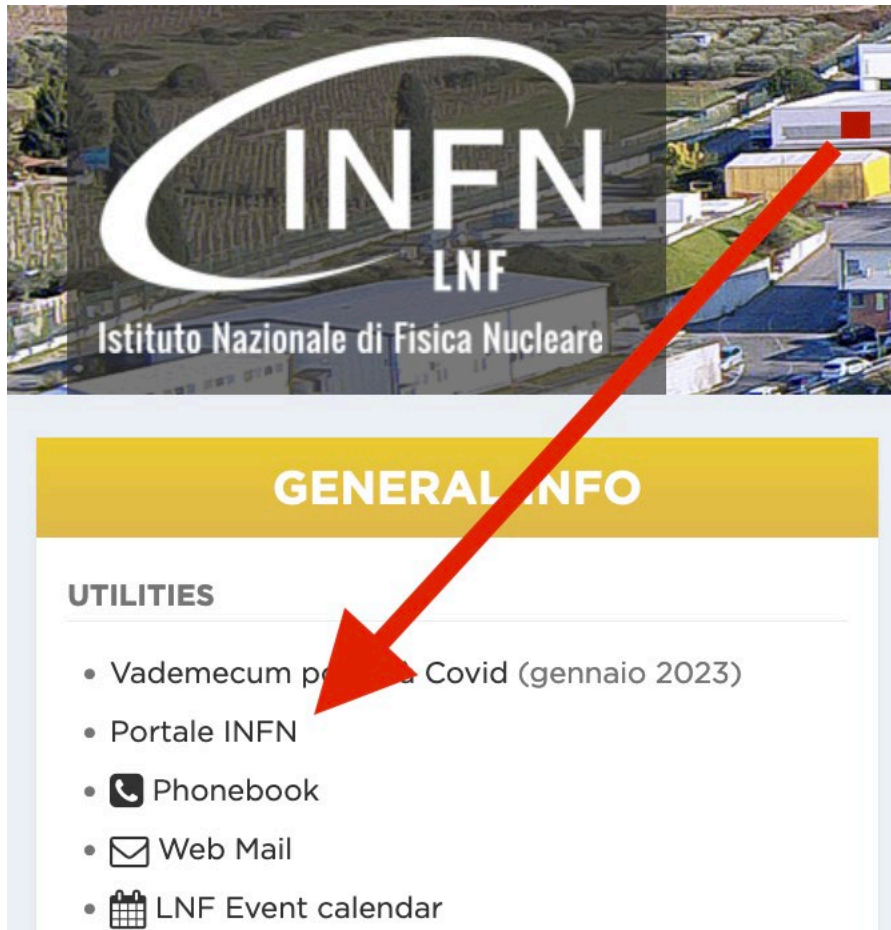 INFN
LNF
Istituto Nazionale di Fisica Nucleare
GENERAL INFO
UTILITIES
Vademecum Covid (gennaio 2023)
Portale INFN
Phonebook
Web Mail
LNF Event calendar